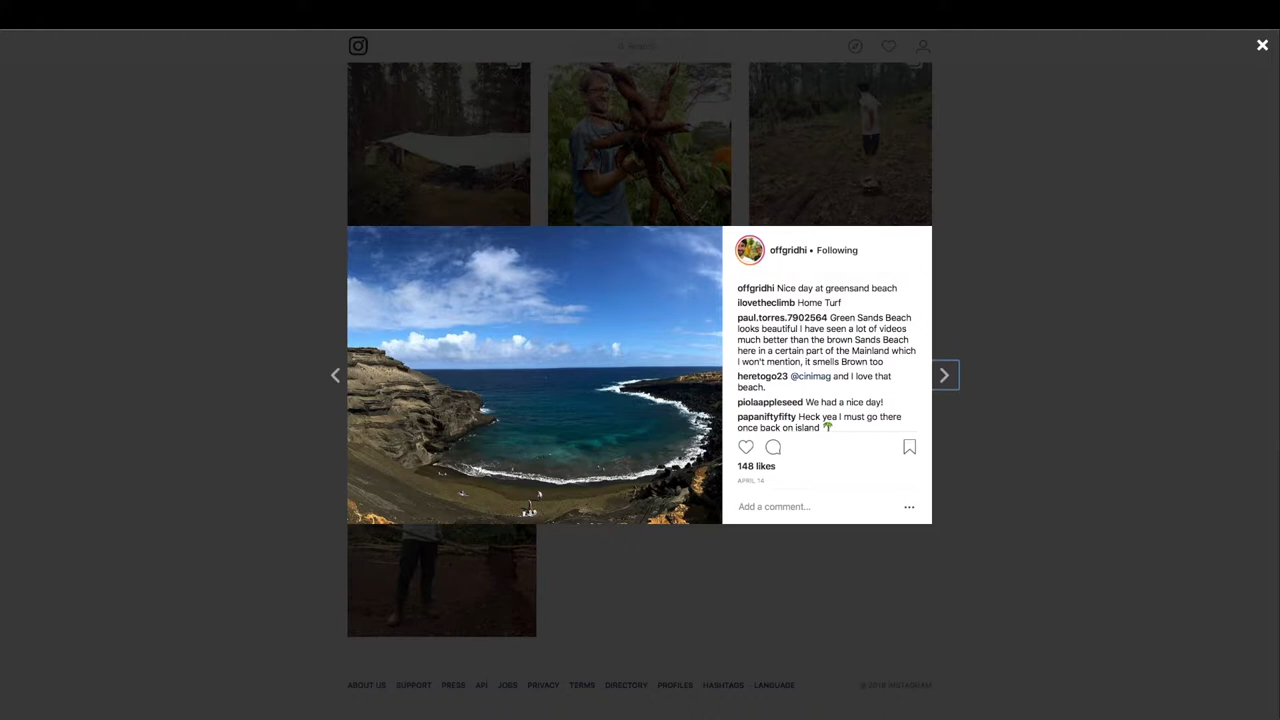 Search
offgridhi • Following
offgridhi Nice day at greensand beach
ilovetheclimb Home Turf
paul.torres.7902564 Green Sands Beach
looks beautiful I have seen a lot of videos
much better than the brown Sands Beach
here in a certain part of the Mainland which
I won't mention, it smells Brown too
heretogo23 @cinimag and I love that
beach.
piolaappleseed We had a nice day!
papaniftyfifty Heck yea I must go there
once back on island 🌴
148 likes
APRIL 14
Add a comment...
ABOUT US SUPPORT PRESS API JOBS PRIVACY TERMS DIRECTORY PROFILES HASHTAGS LANGUAGE © 2018 INSTAGRAM